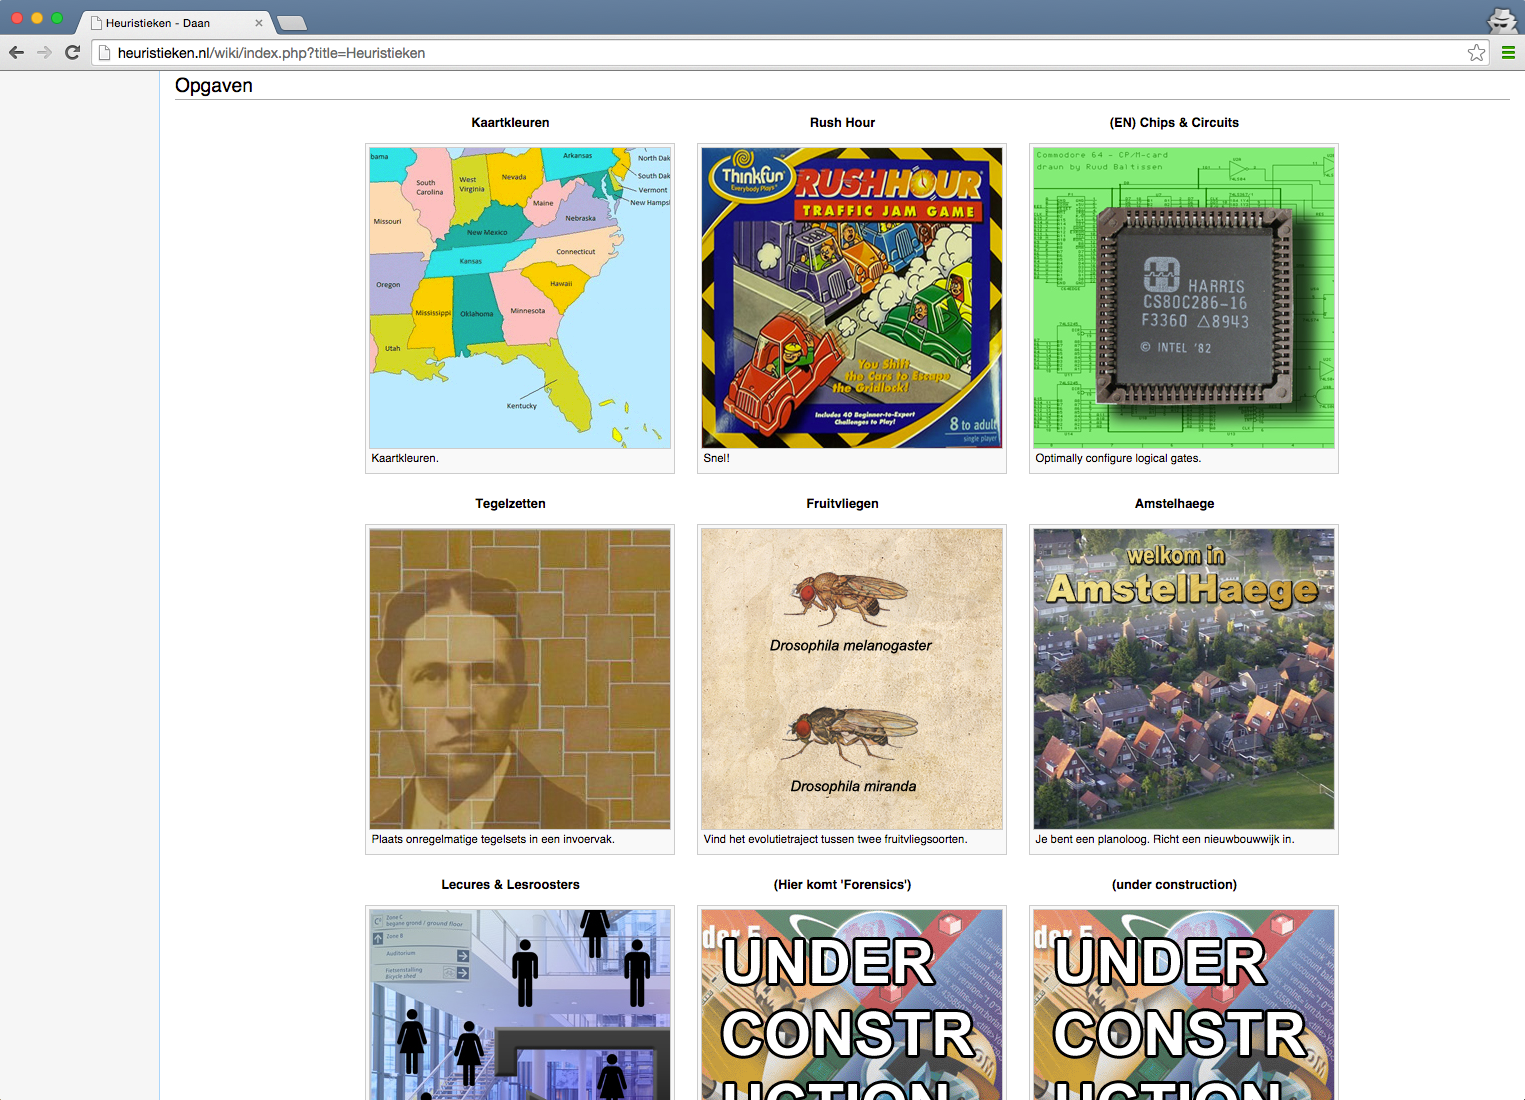 Heuristieken - Daan
heuristieken.nl/wiki/index.php?title=Heuristieken
Opgaven
Kaartkleuren
Rush Hour
(EN) Chips & Circuits
bama
Arkansas
North Dak
South Dak
Vermont
New Hamps
South
Carolina
West
Virginia
Nevada
Maine
Nebraska
Missouri
New Mexico
Connecticut
Kansas
Hawaii
Oregon
Mississippi
Oklahoma
Minnesota
Utah
Kentucky
ThinkFun
Everybody Plays
RUSH HOUR
TRAFFIC JAM GAME
You Shift
the Cars to Escape
the Gridlock!
Includes 40 Beginner-to-Expert
Challenges to Play!
8 to adult
single player
Commodore 64 - CP/M-card
drawn by Ruud Baltissen
HARRIS
CS80C286-16
F3360 △8943
© INTEL '82
Kaartkleuren.
Snel!
Optimally configure logical gates.
Tegelzetten
Fruitvliegen
Amstelhaege
Drosophila melanogaster
Drosophila miranda
welkom in
AmstelHaege
Plaats onregelmatige tegelsets in een invoervak.
Vind het evolutietraject tussen twee fruitvliegsoorten.
Je bent een planoloog. Richt een nieuwbouwwijk in.
Lecures & Lesroosters
(Hier komt 'Forensics')
(under construction)
Zone C
begane grond / ground floor
Zone B
Auditorium
Fietsenstalling
Bicycle shed
der 5
UNDER
CONSTR
UCTION
der 5
UNDER
CONSTR
UCTION